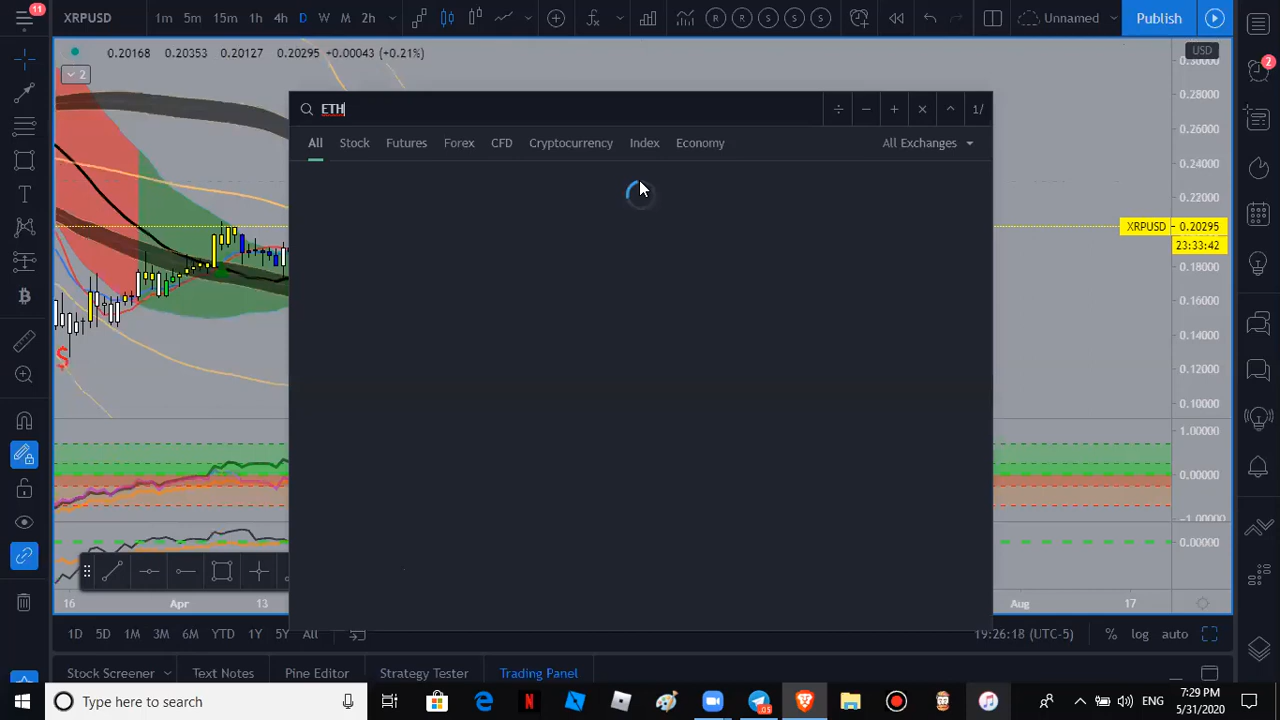 11
XRPUSD 1m 5m 15m 1h 4h D W M 2h R R S S S Unnamed Publish
0.20168 0.20353 0.20127 0.20295 +0.00043 (+0.21%) USD
2
ETH 1/
All Stock Futures Forex CFD Cryptocurrency Index Economy All Exchanges
0.30000
0.28000
0.26000
0.24000
0.22000
XRPUSD 0.20295
23:33:42
0.18000
0.16000
0.14000
0.12000
0.10000
1.00000
0.00000
−1.00000
0.00000
$
2
16 Apr 13 Aug 17
1D 5D 1M 3M 6M YTD 1Y 5Y All 19:26:18 (UTC-5) % log auto
Stock Screener Text Notes Pine Editor Strategy Tester Trading Panel
Type here to search 05 ENG 7:29 PM
5/31/2020